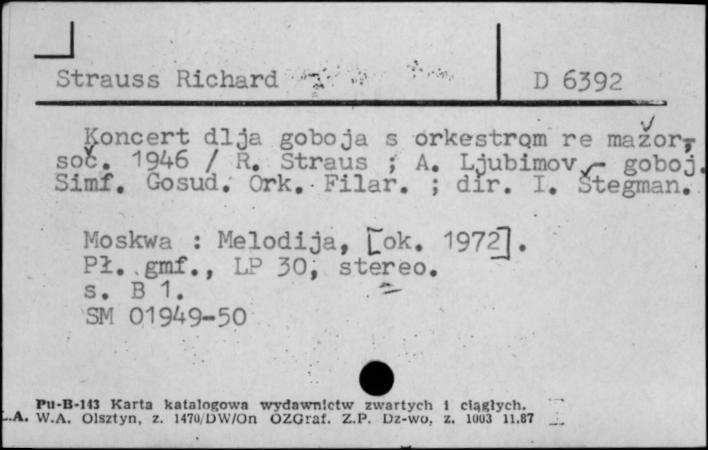 Strauss Richard
D 6392
Koncert dlja goboja s orkestrom re mažor,
soč. 1946 / R. Straus ; A. Ljubimov - goboj.
Simf. Gosud. Ork. Filar. ; dir. I. Štegman.
Moskwa : Melodija, [ok. 1972].
Pł. gmf., LP 30, stereo.
s. B 1.
SM 01949-50
Pu-B-143 Karta katalogowa wydawnictw zwartych i ciągłych.
L.A. W.A. Olsztyn, z. 1470/DW/On OZGraf. Z.P. Dz-wo, z. 1003 11.87